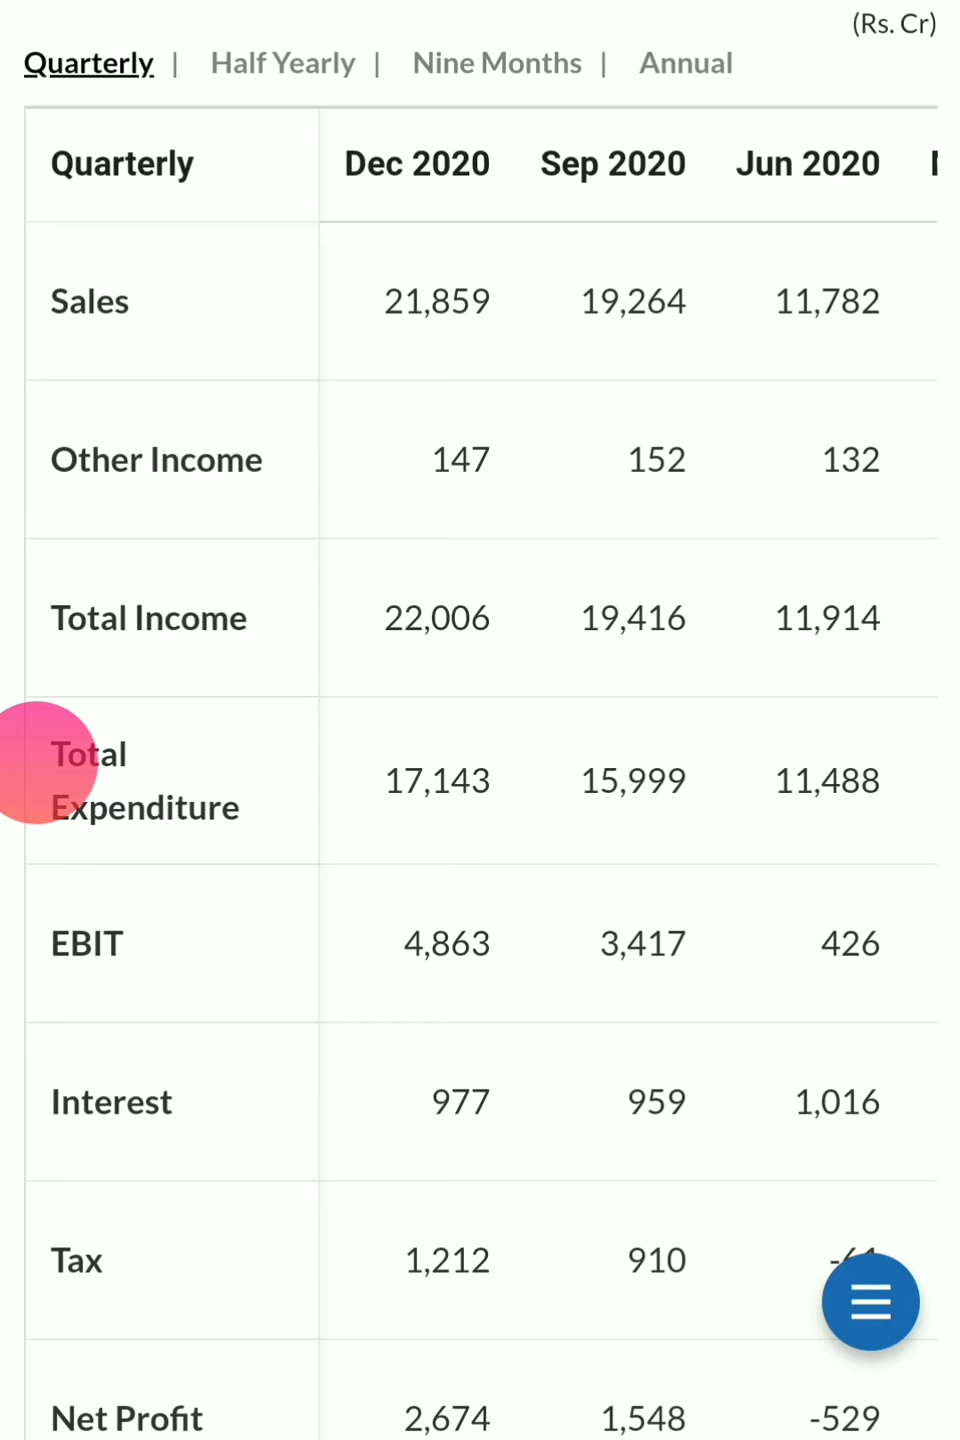 (Rs. Cr)
Quarterly | Half Yearly | Nine Months | Annual
Quarterly Dec 2020 Sep 2020 Jun 2020
Sales 21,859 19,264 11,782
Other Income 147 152 132
Total Income 22,006 19,416 11,914
Total
Expenditure 17,143 15,999 11,488
EBIT 4,863 3,417 426
Interest 977 959 1,016
Tax 1,212 910
Net Profit 2,674 1,548 -529